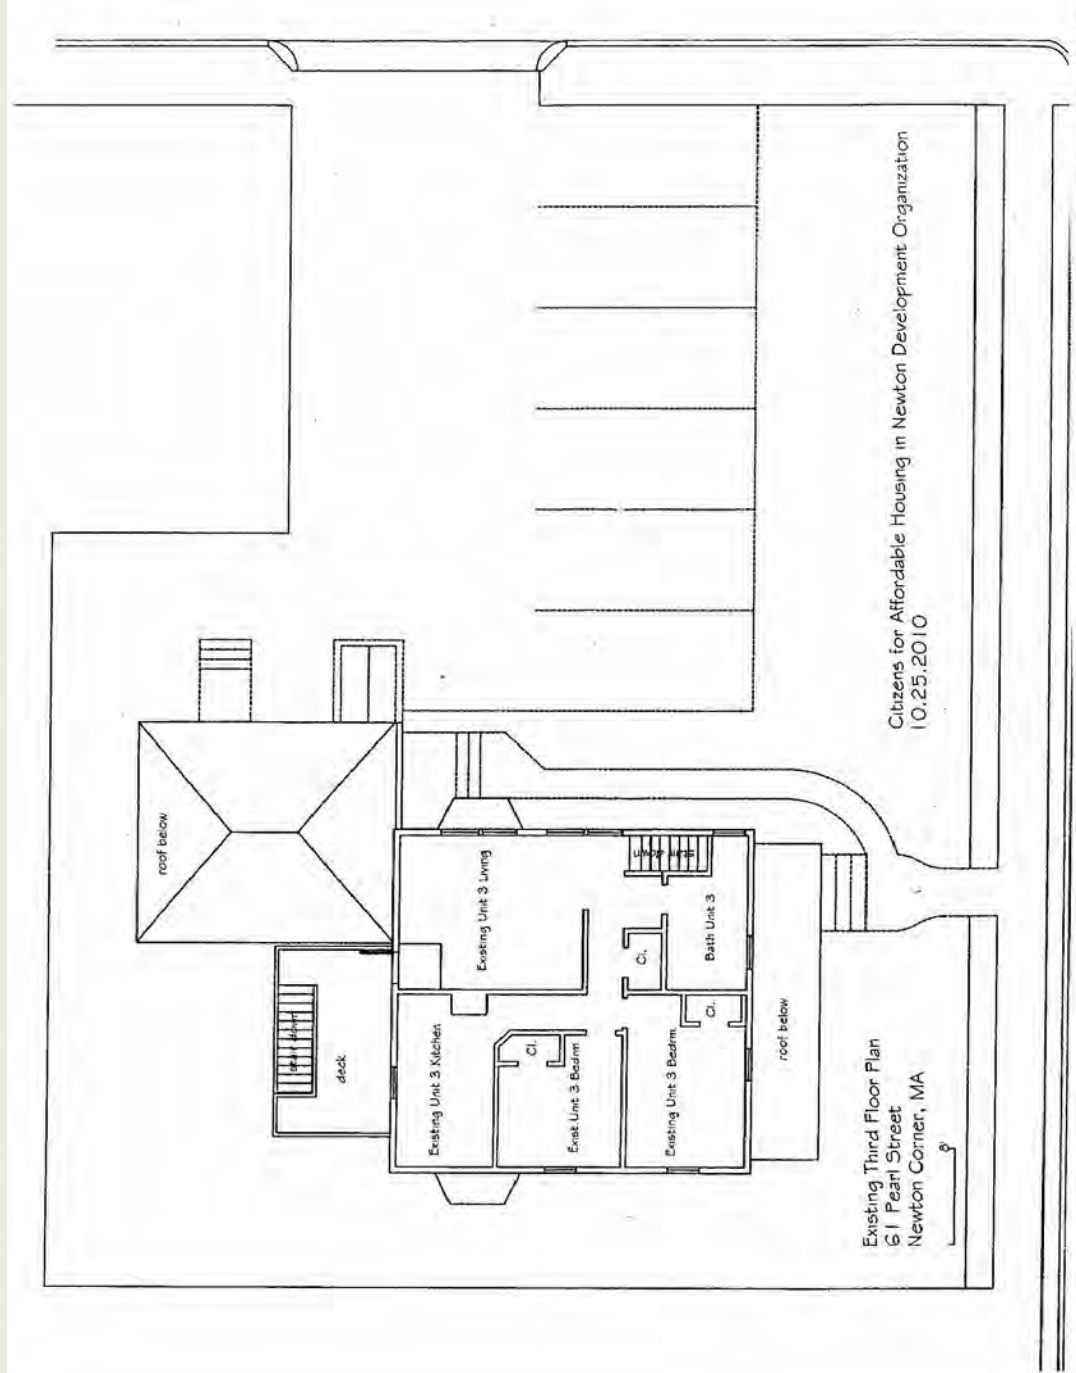 roof below
stair down
deck
Existing Unit 3 Living
Existing Unit 3 Kitchen
Cl.
Exist.Unit 3 Bedrm.
Existing Unit 3 Bedrm.
Cl.
Cl.
Bath Unit 3
stair down
roof below
Existing Third Floor Plan
61 Pearl Street
Newton Corner, MA
8'
Citizens for Affordable Housing in Newton Development Organization
10.25.2010